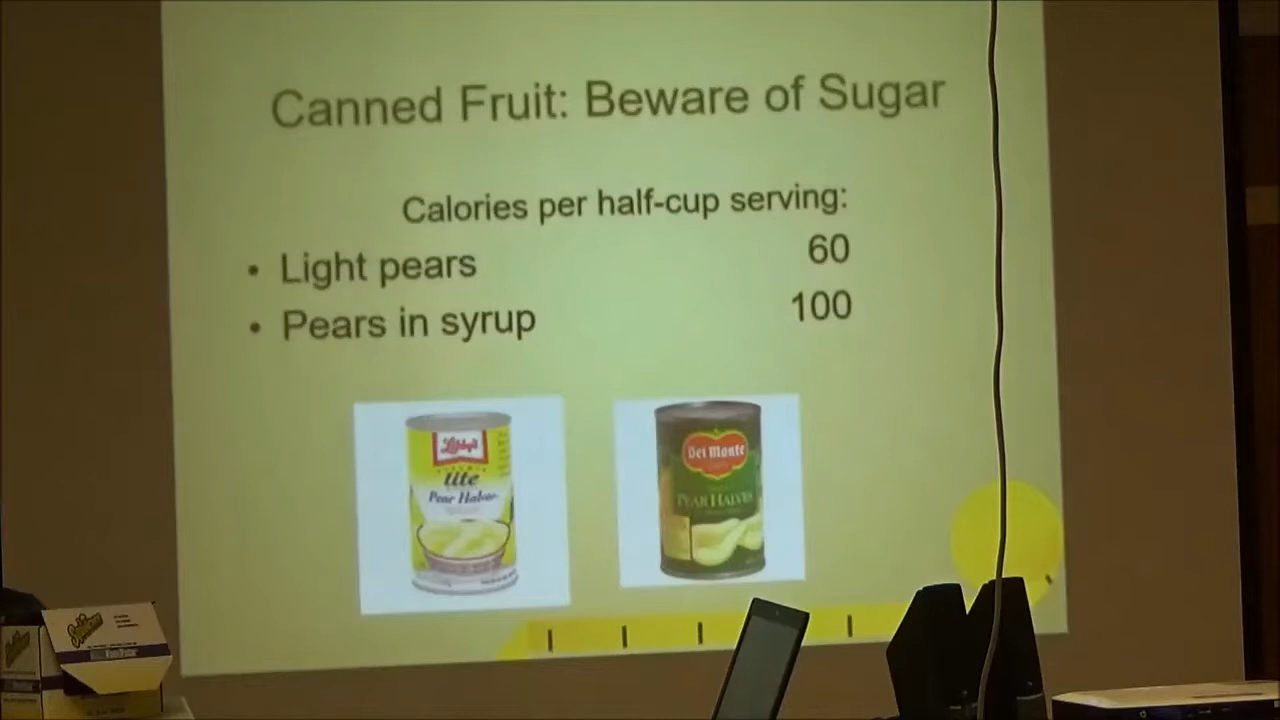 Canned Fruit: Beware of Sugar
Calories per half-cup serving:
• Light pears 60
• Pears in syrup 100
Libby's
lite
Pear Halves
Del Monte
PEAR HALVES